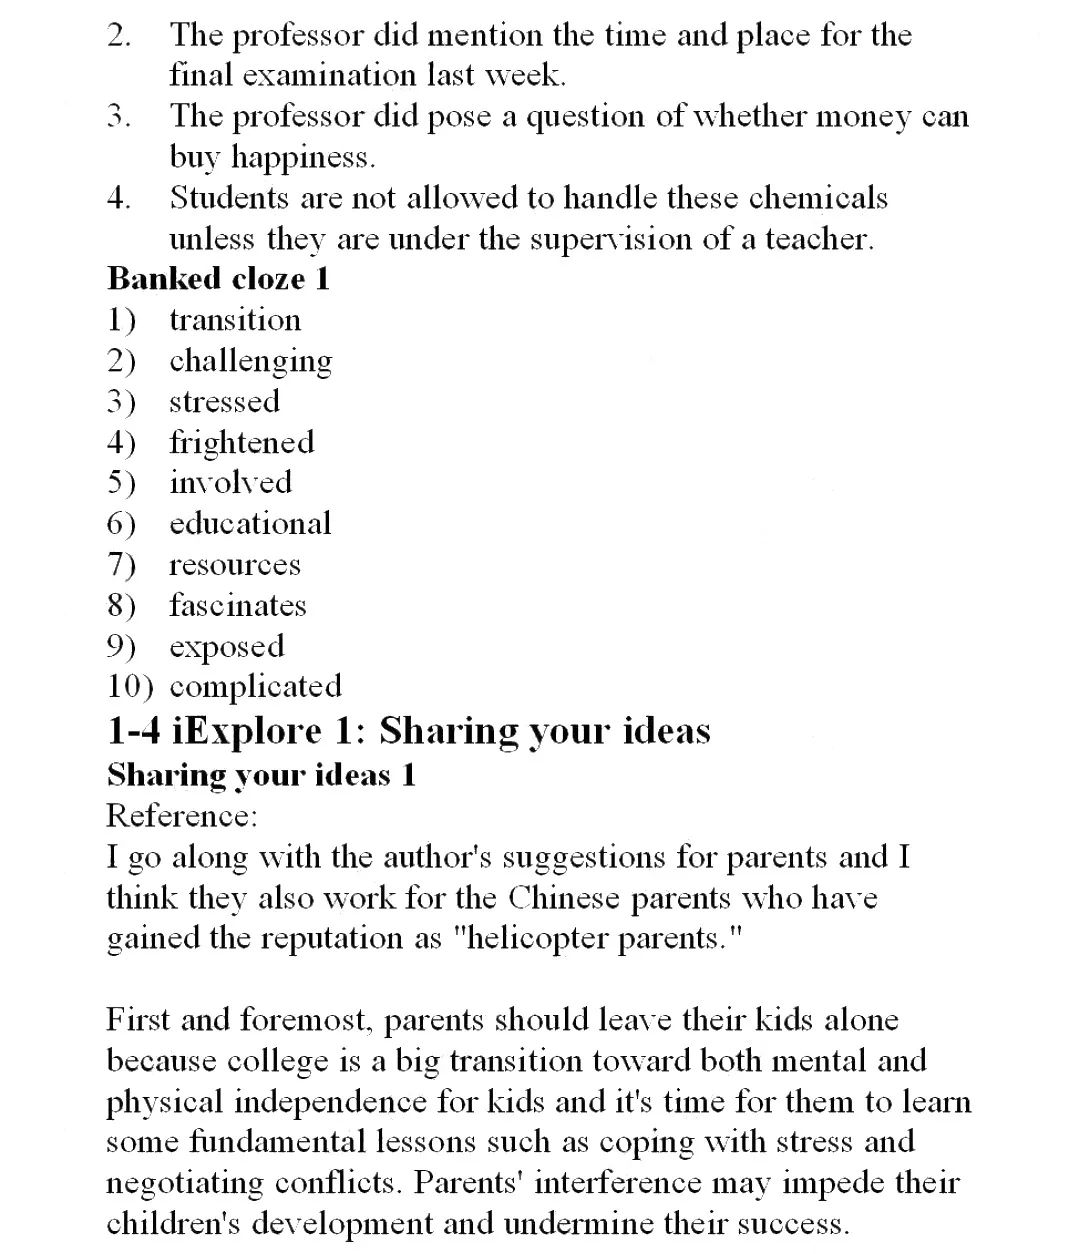 2. The professor did mention the time and place for the
final examination last week.
3. The professor did pose a question of whether money can
buy happiness.
4. Students are not allowed to handle these chemicals
unless they are under the supervision of a teacher.
Banked cloze 1
1) transition
2) challenging
3) stressed
4) frightened
5) involved
6) educational
7) resources
8) fascinates
9) exposed
10) complicated
1-4 iExplore 1: Sharing your ideas
Sharing your ideas 1
Reference:
I go along with the author's suggestions for parents and I
think they also work for the Chinese parents who have
gained the reputation as "helicopter parents."
First and foremost, parents should leave their kids alone
because college is a big transition toward both mental and
physical independence for kids and it's time for them to learn
some fundamental lessons such as coping with stress and
negotiating conflicts. Parents' interference may impede their
children's development and undermine their success.